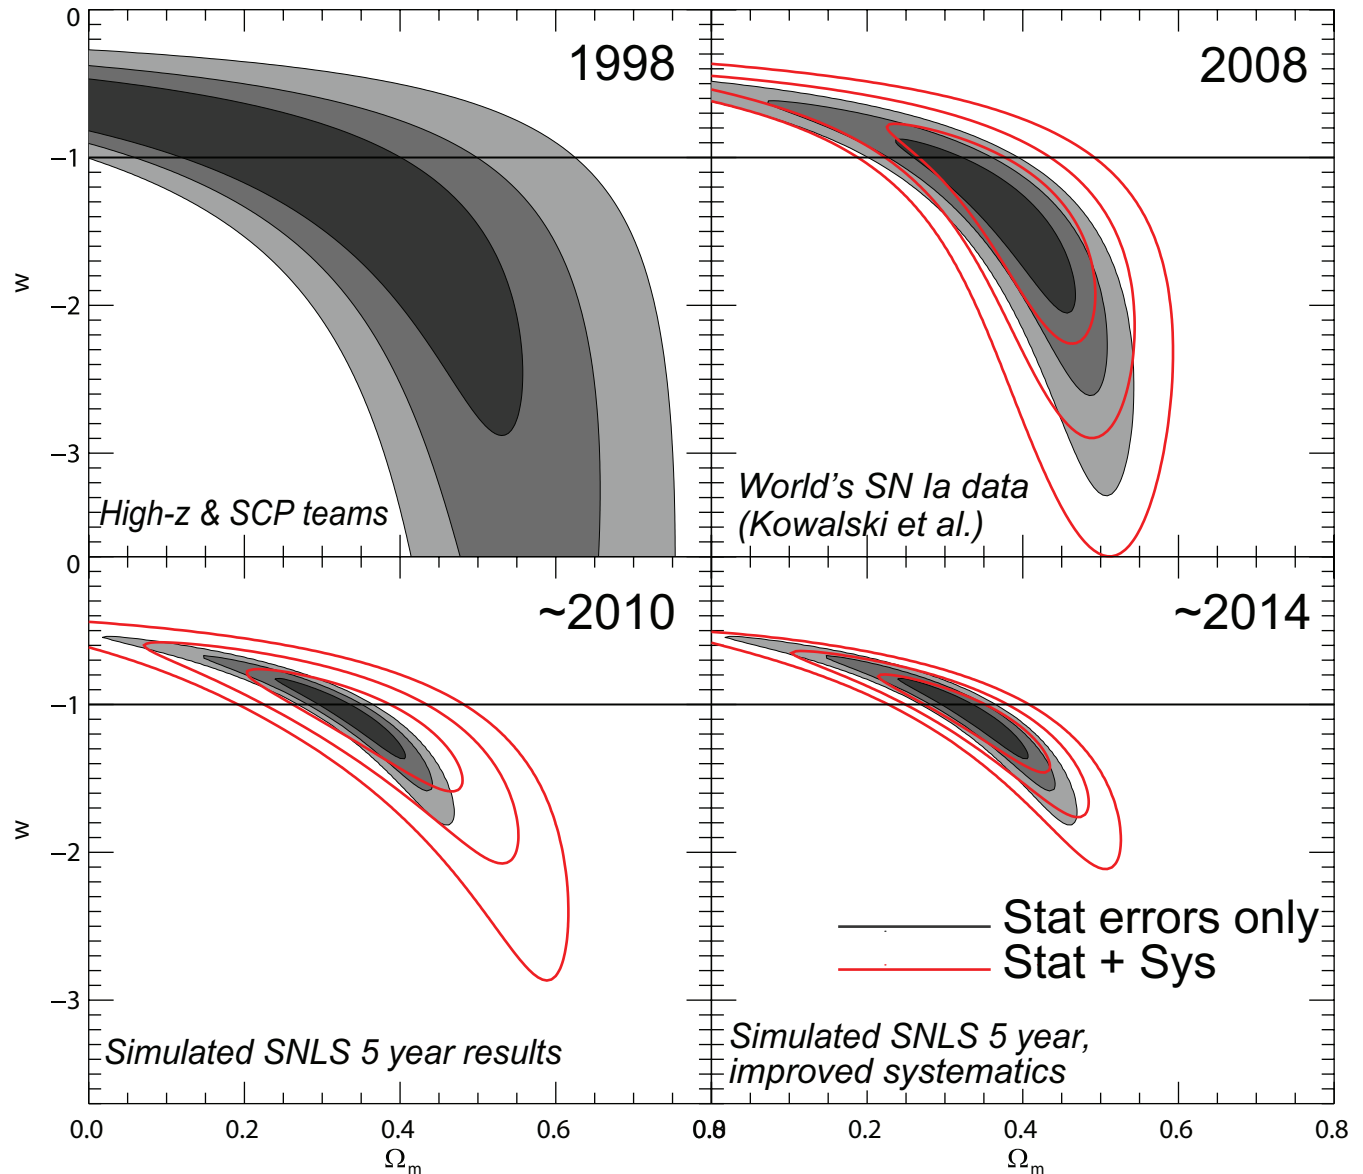 0
1998
2008
−1
w
−2
−3
High-z & SCP teams
World's SN Ia data
(Kowalski et al.)
0
~2010
~2014
−1
w
−2
Stat errors only
Stat + Sys
−3
Simulated SNLS 5 year results
Simulated SNLS 5 year,
improved systematics
0.0 0.2 0.4 0.6 0.2 0.4 0.6 0.8
Ωm Ωm